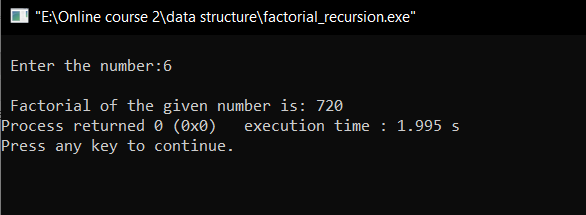 "E:\Online course 2\data structure\factorial_recursion.exe"
Enter the number:6
Factorial of the given number is: 720
Process returned 0 (0x0)   execution time : 1.995 s
Press any key to continue.